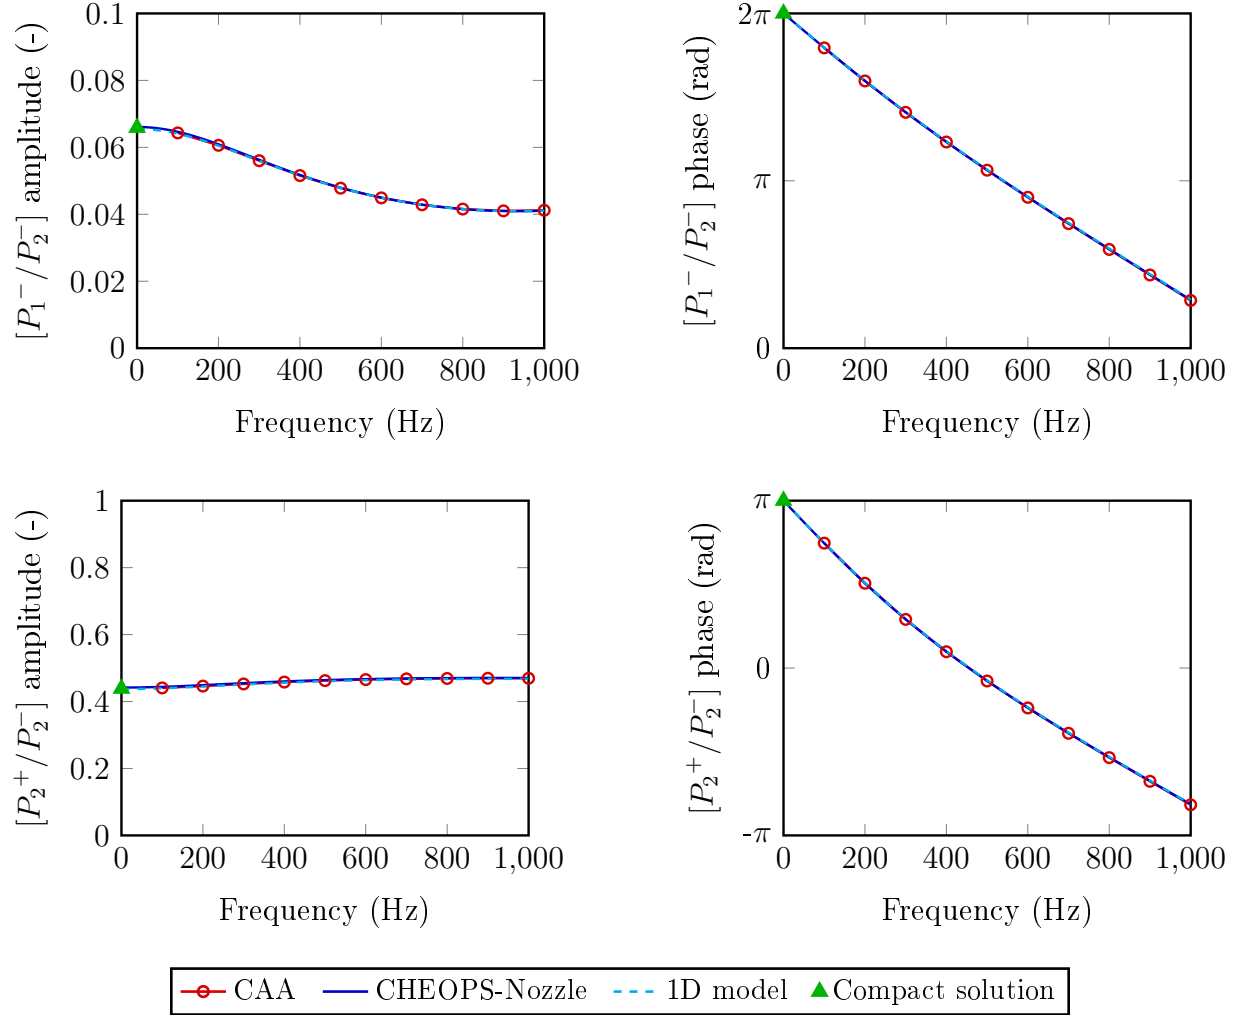 [P₁⁻/P₂⁻] amplitude (-)
0.1
0.08
0.06
0.04
0.02
0
0 200 400 600 800 1,000
Frequency (Hz)
[P₁⁻/P₂⁻] phase (rad)
2π
π
0
0 200 400 600 800 1,000
Frequency (Hz)
[P₂⁺/P₂⁻] amplitude (-)
1
0.8
0.6
0.4
0.2
0
0 200 400 600 800 1,000
Frequency (Hz)
[P₂⁺/P₂⁻] phase (rad)
π
0
-π
0 200 400 600 800 1,000
Frequency (Hz)
CAA CHEOPS-Nozzle 1D model Compact solution